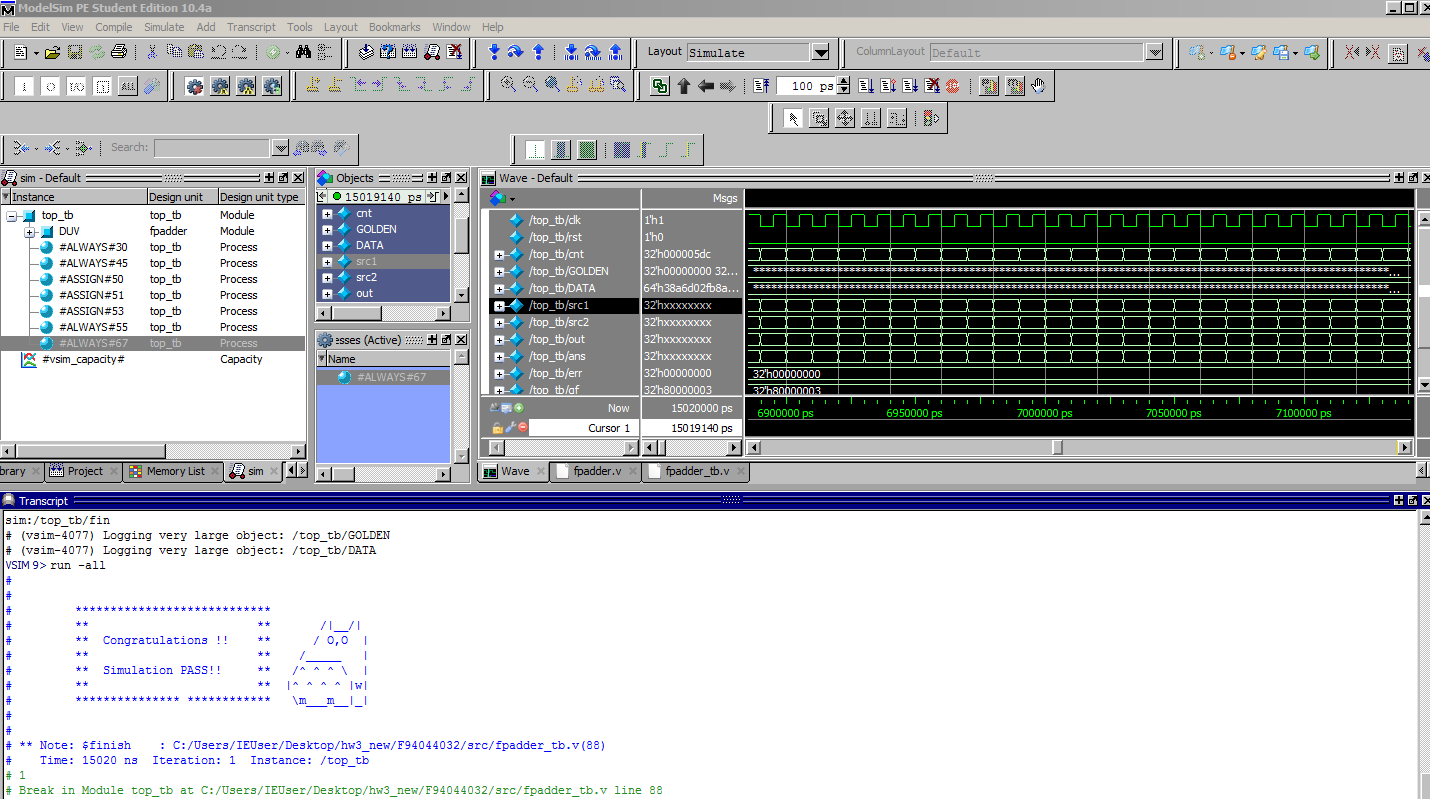 ModelSim PE Student Edition 10.4a
File Edit View Compile Simulate Add Transcript Tools Layout Bookmarks Window Help
Layout Simulate ColumnLayout Default
100 ps
Search:
sim - Default
Instance Design unit Design unit type
top_tb top_tb Module
DUV fpadder Module
#ALWAYS#30 top_tb Process
#ALWAYS#45 top_tb Process
#ASSIGN#50 top_tb Process
#ASSIGN#51 top_tb Process
#ASSIGN#53 top_tb Process
#ALWAYS#55 top_tb Process
#ALWAYS#67 top_tb Process
#vsim_capacity# Capacity
brary Project Memory List sim
Objects
15019140 ps
cnt
GOLDEN
DATA
src1
src2
out
esses (Active)
Name
#ALWAYS#67
Wave - Default
Msgs
/top_tb/clk 1'h1
/top_tb/rst 1'h0
/top_tb/cnt 32'h000005dc
/top_tb/GOLDEN 32'h00000000 32...
/top_tb/DATA 64'h38a6d02fb8a...
/top_tb/src1 32'hxxxxxxxx
/top_tb/src2 32'hxxxxxxxx
/top_tb/out 32'hxxxxxxxx
/top_tb/ans 32'hxxxxxxxx
/top_tb/err 32'h00000000 32'h00000000
/top_tb/gf 32'h80000003 32'h80000003
Now 15020000 ps
6900000 ps 6950000 ps 7000000 ps 7050000 ps 7100000 ps
Cursor 1 15019140 ps
Wave fpadder.v fpadder_tb.v
Transcript
sim:/top_tb/fin
# (vsim-4077) Logging very large object: /top_tb/GOLDEN
# (vsim-4077) Logging very large object: /top_tb/DATA
VSIM 9> run -all
#
#
#         ****************************
#         **                        **       /|__/|
#         **  Congratulations !!    **      / O,O  |
#         **                        **    /_____   |
#         **  Simulation PASS!!     **   /^ ^ ^ \  |
#         **                        **  |^ ^ ^ ^ |w|
#         *************** ************   \m___m__|_|
#
#
# ** Note: $finish    : C:/Users/IEUser/Desktop/hw3_new/F94044032/src/fpadder_tb.v(88)
#    Time: 15020 ns  Iteration: 1  Instance: /top_tb
# 1
# Break in Module top_tb at C:/Users/IEUser/Desktop/hw3_new/F94044032/src/fpadder_tb.v line 88